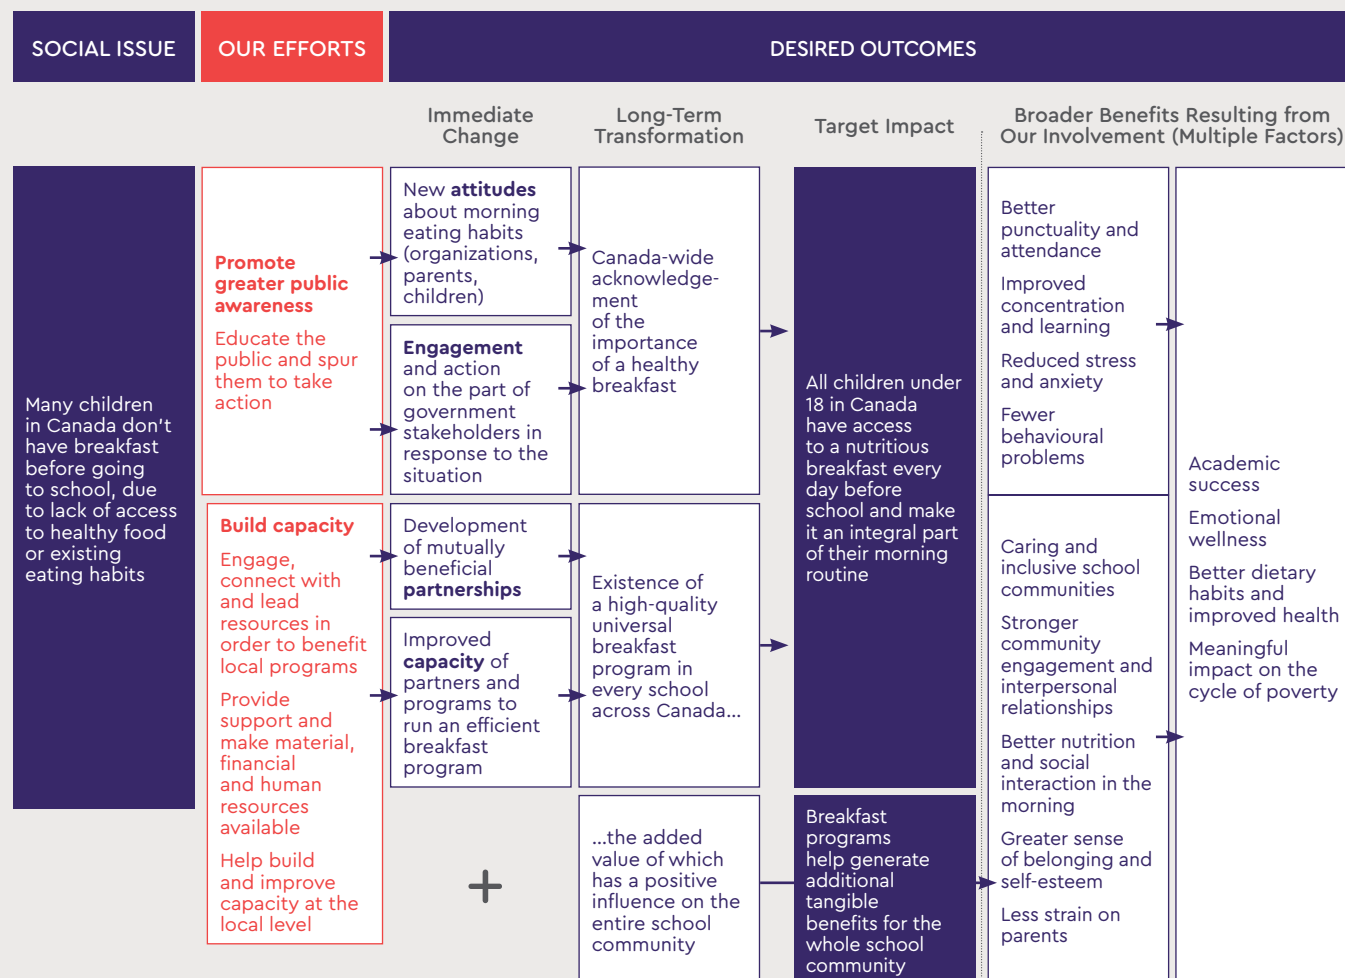 SOCIAL ISSUE
OUR EFFORTS
DESIRED OUTCOMES
Immediate
Change
Long-Term
Transformation
Target Impact
Broader Benefits Resulting from
Our Involvement (Multiple Factors)
Many children
in Canada don't
have breakfast
before going
to school, due
to lack of access
to healthy food
or existing
eating habits
Promote
greater public
awareness
Educate the
public and spur
them to take
action
Build capacity
Engage,
connect with
and lead
resources in
order to benefit
local programs
Provide
support and
make material,
financial
and human
resources
available
Help build
and improve
capacity at the
local level
New attitudes
about morning
eating habits
(organizations,
parents,
children)
Engagement
and action
on the part of
government
stakeholders in
response to the
situation
Development
of mutually
beneficial
partnerships
Improved
capacity of
partners and
programs to
run an efficient
breakfast
program
+
Canada-wide
acknowledge-
ment
of the
importance
of a healthy
breakfast
Existence of
a high-quality
universal
breakfast
program in
every school
across Canada...
...the added
value of which
has a positive
influence on the
entire school
community
All children under
18 in Canada
have access
to a nutritious
breakfast every
day before
school and make
it an integral part
of their morning
routine
Breakfast
programs
help generate
additional
tangible
benefits for the
whole school
community
Better
punctuality and
attendance
Improved
concentration
and learning
Reduced stress
and anxiety
Fewer
behavioural
problems
Caring and
inclusive school
communities
Stronger
community
engagement and
interpersonal
relationships
Better nutrition
and social
interaction in the
morning
Greater sense
of belonging and
self-esteem
Less strain on
parents
Academic
success
Emotional
wellness
Better dietary
habits and
improved health
Meaningful
impact on the
cycle of poverty